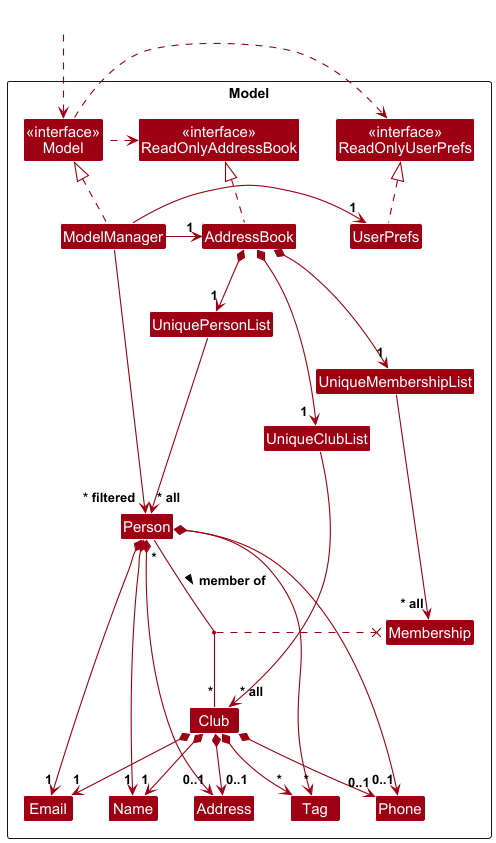 Model
«interface»
Model
«interface»
ReadOnlyAddressBook
«interface»
ReadOnlyUserPrefs
1
1
ModelManager
AddressBook
UserPrefs
1
UniquePersonList
1
UniqueMembershipList
1
UniqueClubList
* filtered
* all
Person
*
member of
* all
Membership
*
* all
Club
1
1
1
1
0..1
0..1
*
*
0..1
0..1
Email
Name
Address
Tag
Phone